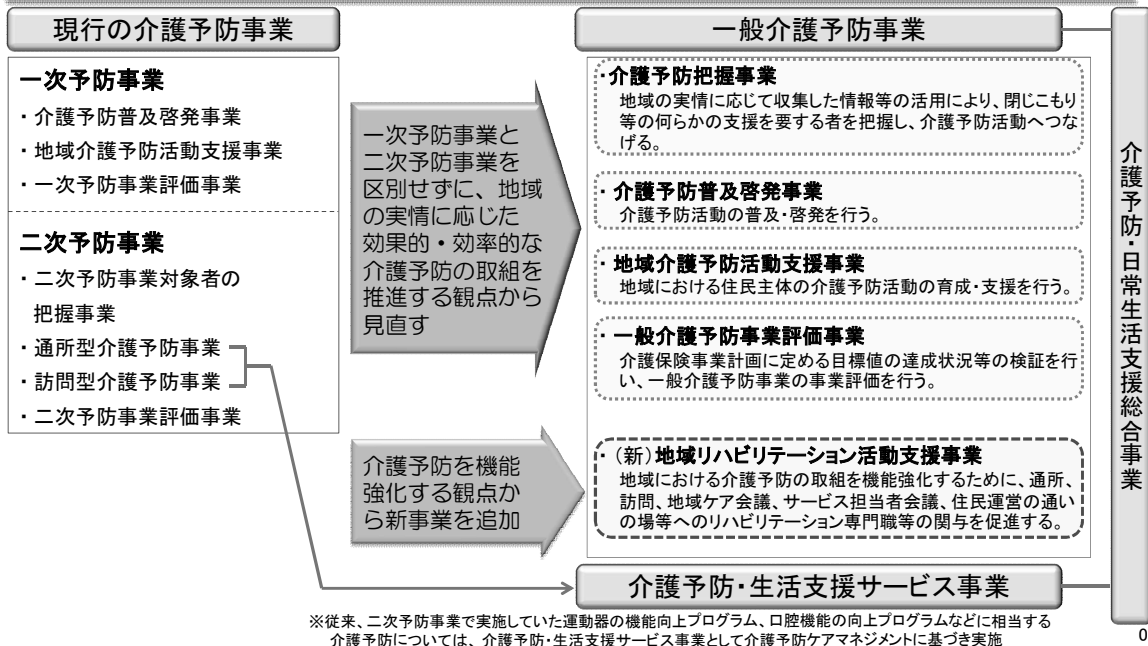 現行の介護予防事業
一次予防事業
・介護予防普及啓発事業
・地域介護予防活動支援事業
・一次予防事業評価事業
二次予防事業
・二次予防事業対象者の
把握事業
・通所型介護予防事業
・訪問型介護予防事業
・二次予防事業評価事業
一次予防事業と
二次予防事業を
区別せずに、地域
の実情に応じた
効果的・効率的な
介護予防の取組を
推進する観点から
見直す
介護予防を機能
強化する観点か
ら新事業を追加
一般介護予防事業
・介護予防把握事業
地域の実情に応じて収集した情報等の活用により、閉じこもり
等の何らかの支援を要する者を把握し、介護予防活動へつな
げる。
・介護予防普及啓発事業
介護予防活動の普及・啓発を行う。
・地域介護予防活動支援事業
地域における住民主体の介護予防活動の育成・支援を行う。
・一般介護予防事業評価事業
介護保険事業計画に定める目標値の達成状況等の検証を行
い、一般介護予防事業の事業評価を行う。
・(新)地域リハビリテーション活動支援事業
地域における介護予防の取組を機能強化するために、通所、
訪問、地域ケア会議、サービス担当者会議、住民運営の通い
の場等へのリハビリテーション専門職等の関与を促進する。
介護予防・生活支援サービス事業
介護予防・日常生活支援総合事業
※従来、二次予防事業で実施していた運動器の機能向上プログラム、口腔機能の向上プログラムなどに相当する
介護予防については、介護予防・生活支援サービス事業として介護予防ケアマネジメントに基づき実施
0